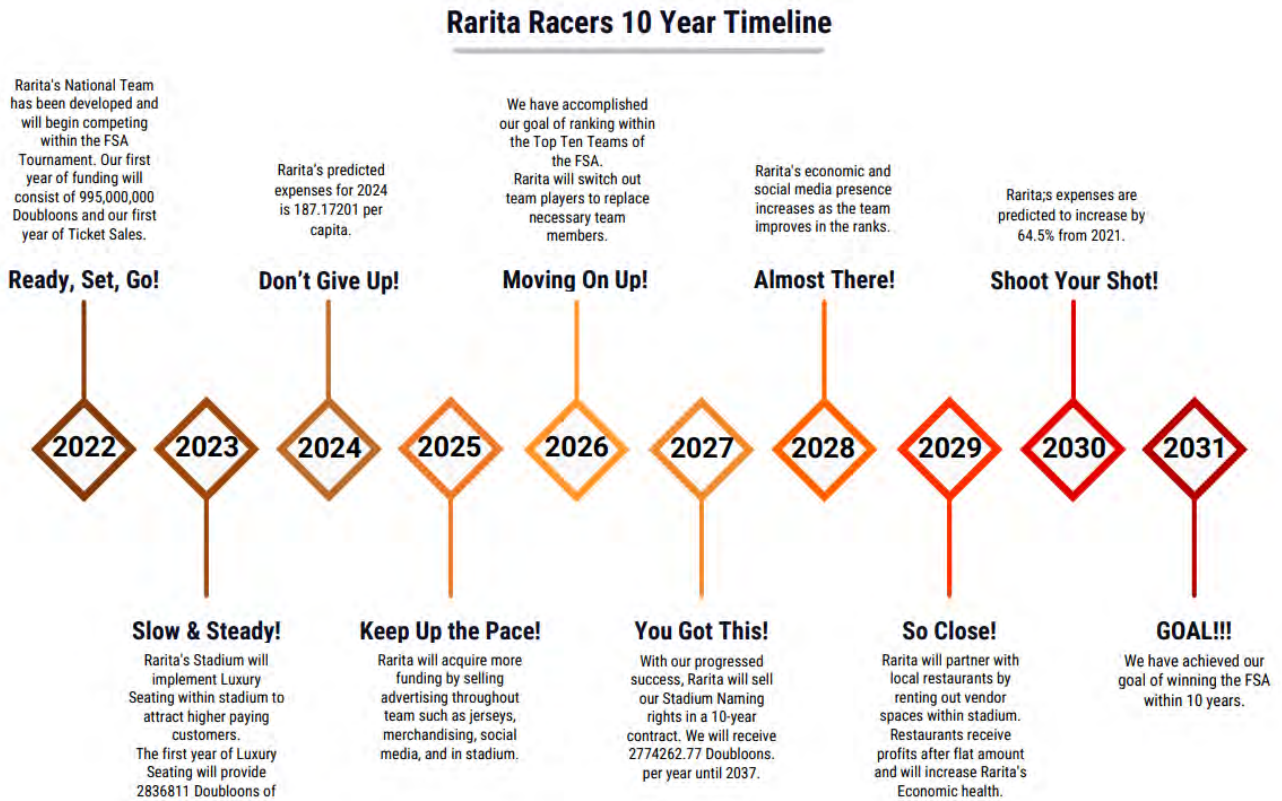 Rarita Racers 10 Year Timeline
Rarita's National Team
has been developed and
will begin competing
within the FSA
Tournament. Our first
year of funding will
consist of 995,000,000
Doubloons and our first
year of Ticket Sales.
Ready, Set, Go!
Rarita's predicted
expenses for 2024
is 187.17201 per
capita.
Don't Give Up!
We have accomplished
our goal of ranking within
the Top Ten Teams of
the FSA.
Rarita will switch out
team players to replace
necessary team
members.
Moving On Up!
Rarita's economic and
social media presence
increases as the team
improves in the ranks.
Almost There!
Rarita;s expenses are
predicted to increase by
64.5% from 2021.
Shoot Your Shot!
2022
2023
2024
2025
2026
2027
2028
2029
2030
2031
Slow & Steady!
Rarita's Stadium will
implement Luxury
Seating within stadium to
attract higher paying
customers.
The first year of Luxury
Seating will provide
2836811 Doubloons of
Keep Up the Pace!
Rarita will acquire more
funding by selling
advertising throughout
team such as jerseys,
merchandising, social
media, and in stadium.
You Got This!
With our progressed
success, Rarita will sell
our Stadium Naming
rights in a 10-year
contract. We will receive
2774262.77 Doubloons.
per year until 2037.
So Close!
Rarita will partner with
local restaurants by
renting out vendor
spaces within stadium.
Restaurants receive
profits after flat amount
and will increase Rarita's
Economic health.
GOAL!!!
We have achieved our
goal of winning the FSA
within 10 years.